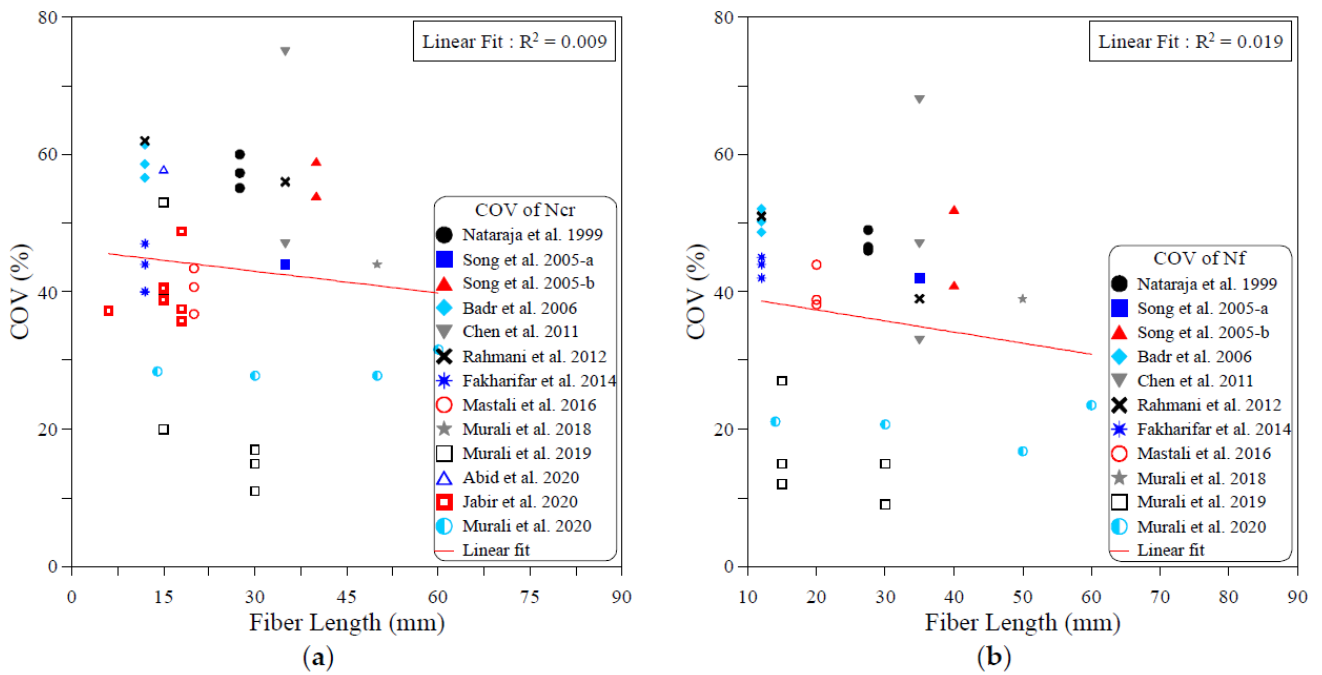 80
60
40
20
0
COV (%)
Linear Fit : R² = 0.009
COV of Ncr
Nataraja et al. 1999
Song et al. 2005-a
Song et al. 2005-b
Badr et al. 2006
Chen et al. 2011
Rahmani et al. 2012
Fakharifar et al. 2014
Mastali et al. 2016
Murali et al. 2018
Murali et al. 2019
Abid et al. 2020
Jabir et al. 2020
Murali et al. 2020
Linear fit
0 15 30 45 60 75 90
Fiber Length (mm)
(a)
80
60
40
20
0
COV (%)
Linear Fit : R² = 0.019
COV of Nf
Nataraja et al. 1999
Song et al. 2005-a
Song et al. 2005-b
Badr et al. 2006
Chen et al. 2011
Rahmani et al. 2012
Fakharifar et al. 2014
Mastali et al. 2016
Murali et al. 2018
Murali et al. 2019
Murali et al. 2020
Linear fit
10 20 30 40 50 60 70 80 90
Fiber Length (mm)
(b)